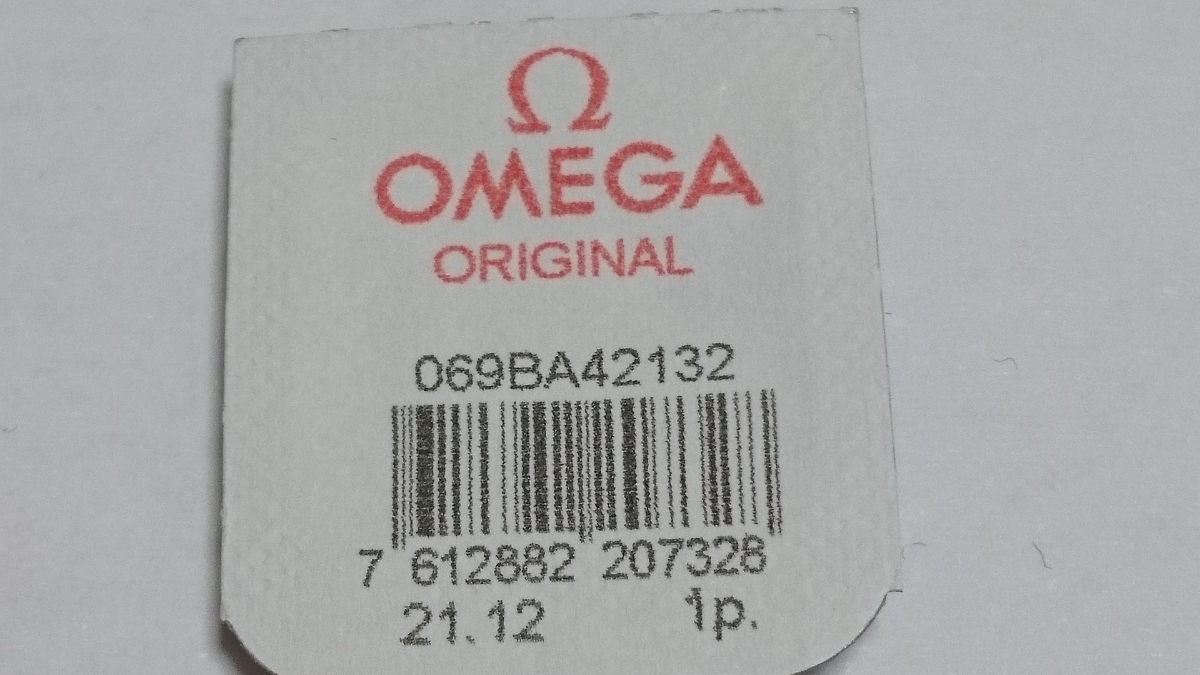 Ω
OMEGA
ORIGINAL
069BA42132
7 612882 207328
21.12 1p.